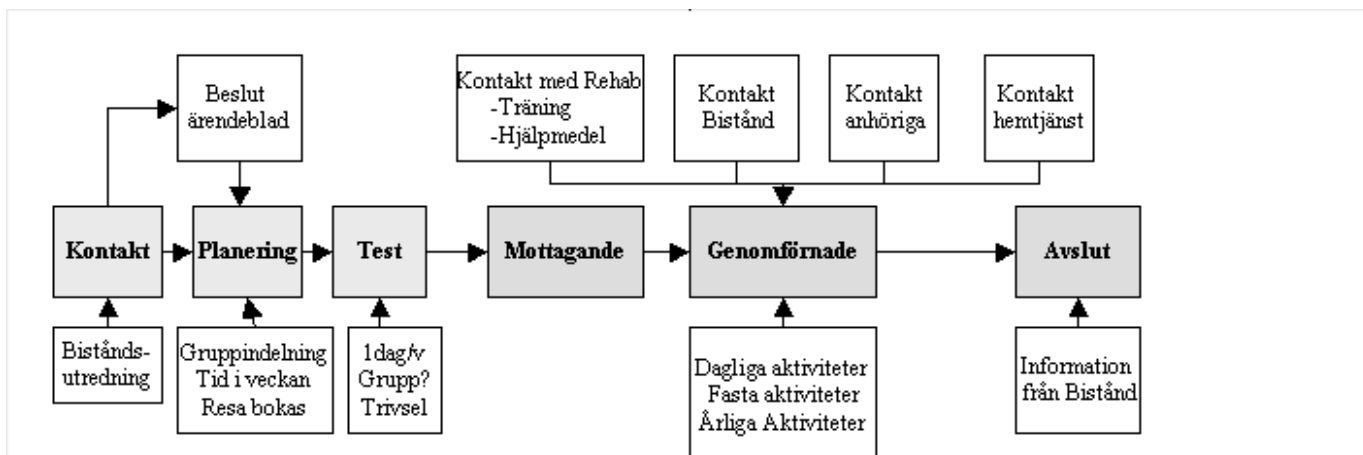 Beslut
ärendeblad
Kontakt med Rehab
-Träning
-Hjälpmedel
Kontakt
Bistånd
Kontakt
anhöriga
Kontakt
hemtjänst
Kontakt
Planering
Test
Mottagande
Genomförnade
Avslut
Bistånds-
utredning
Gruppindelning
Tid i veckan
Resa bokas
1dag/v
Grupp?
Trivsel
Dagliga aktiviteter
Fasta aktiviteter
Årliga Aktiviteter
Information
från Bistånd